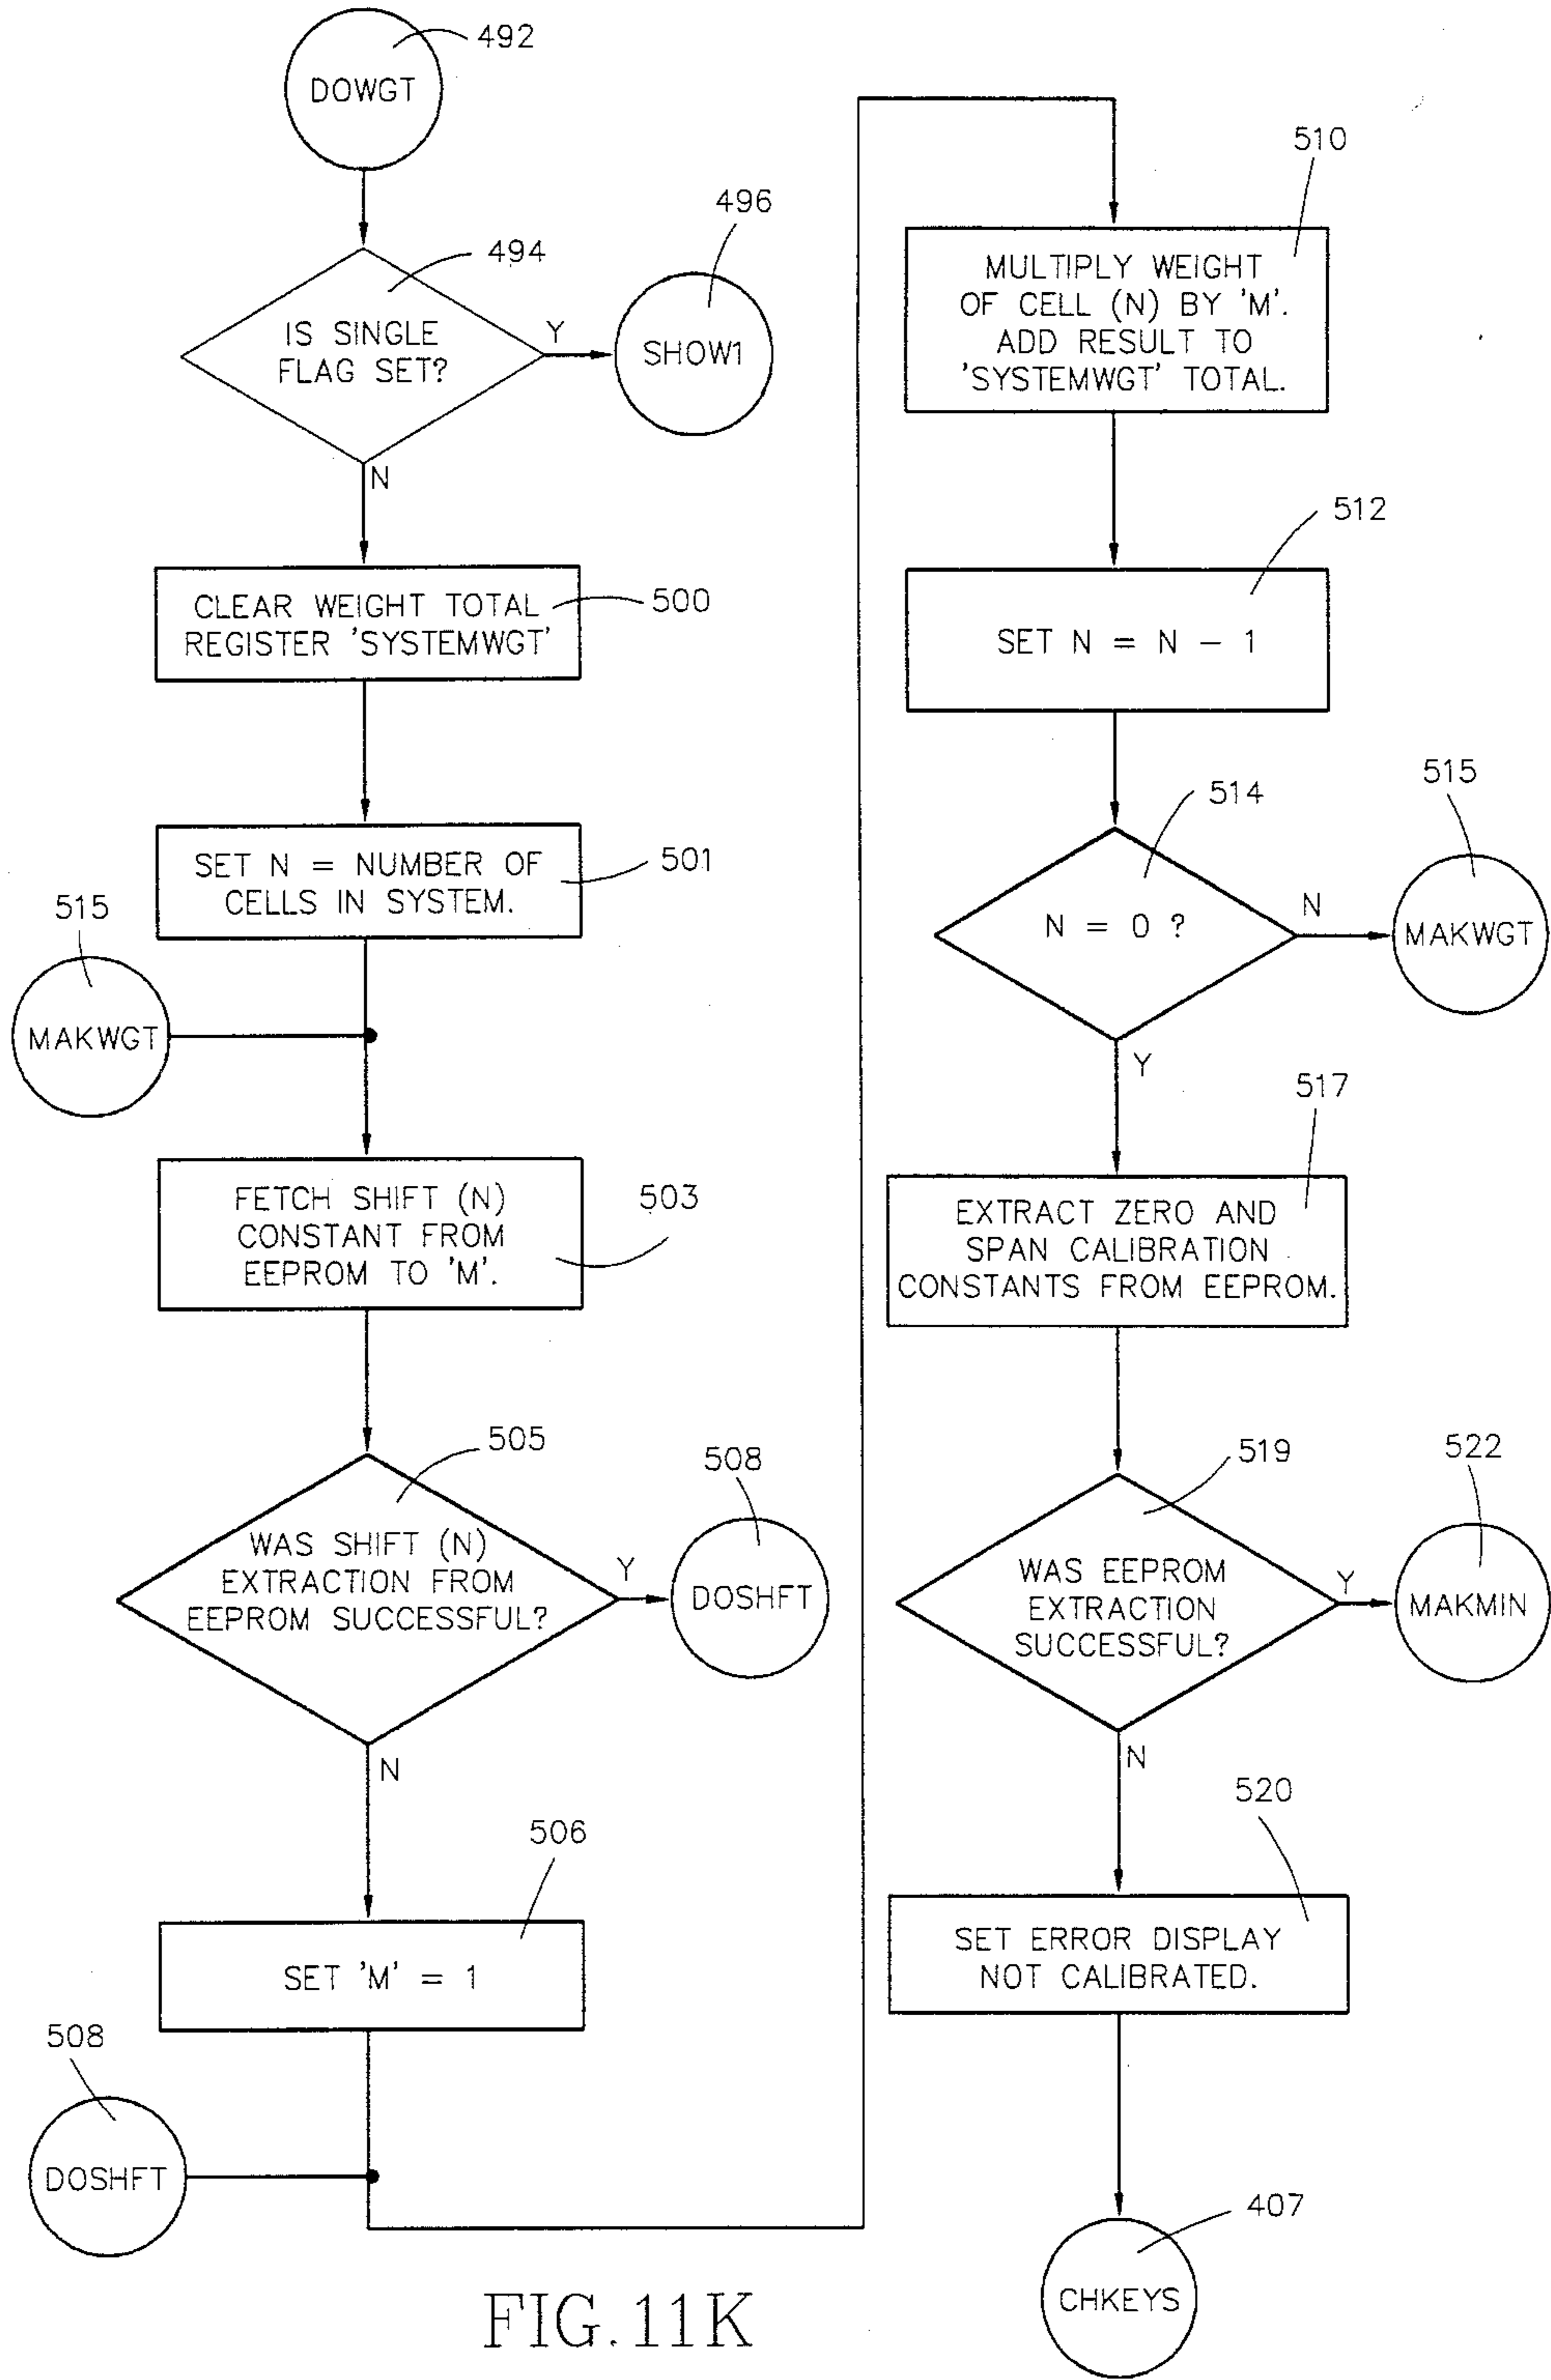 492
DOWGT
494
IS SINGLE
FLAG SET?
Y
496
SHOW1
N
CLEAR WEIGHT TOTAL
REGISTER 'SYSTEMWGT'
500
SET N = NUMBER OF
CELLS IN SYSTEM.
501
515
MAKWGT
FETCH SHIFT (N)
CONSTANT FROM
EEPROM TO 'M'.
503
505
WAS SHIFT (N)
EXTRACTION FROM
EEPROM SUCCESSFUL?
Y
508
DOSHFT
N
506
SET 'M' = 1
508
DOSHFT
510
MULTIPLY WEIGHT
OF CELL (N) BY 'M'.
ADD RESULT TO
'SYSTEMWGT' TOTAL.
512
SET N = N - 1
514
N = 0 ?
N
515
MAKWGT
Y
517
EXTRACT ZERO AND
SPAN CALIBRATION
CONSTANTS FROM EEPROM.
519
WAS EEPROM
EXTRACTION
SUCCESSFUL?
Y
522
MAKMIN
N
520
SET ERROR DISPLAY
NOT CALIBRATED.
407
CHKEYS
FIG.11K